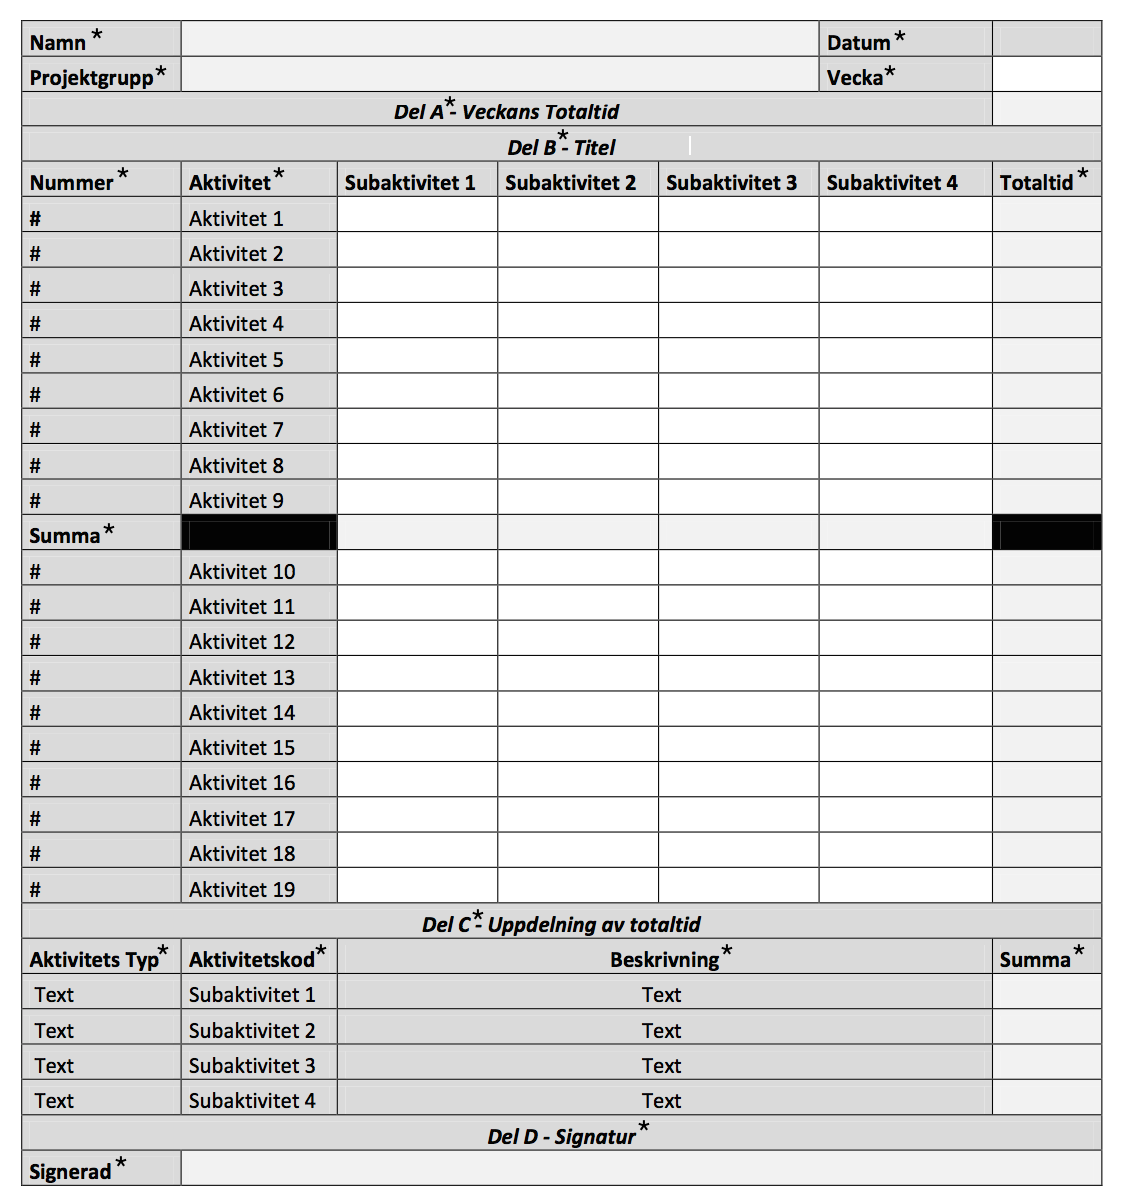 Namn * Datum *
Projektgrupp * Vecka *
Del A* - Veckans Totaltid
Del B* - Titel
Nummer * Aktivitet * Subaktivitet 1 Subaktivitet 2 Subaktivitet 3 Subaktivitet 4 Totaltid *
# Aktivitet 1
# Aktivitet 2
# Aktivitet 3
# Aktivitet 4
# Aktivitet 5
# Aktivitet 6
# Aktivitet 7
# Aktivitet 8
# Aktivitet 9
Summa *
# Aktivitet 10
# Aktivitet 11
# Aktivitet 12
# Aktivitet 13
# Aktivitet 14
# Aktivitet 15
# Aktivitet 16
# Aktivitet 17
# Aktivitet 18
# Aktivitet 19
Del C* - Uppdelning av totaltid
Aktivitets Typ * Aktivitetskod * Beskrivning * Summa *
Text Subaktivitet 1 Text
Text Subaktivitet 2 Text
Text Subaktivitet 3 Text
Text Subaktivitet 4 Text
Del D - Signatur *
Signerad *